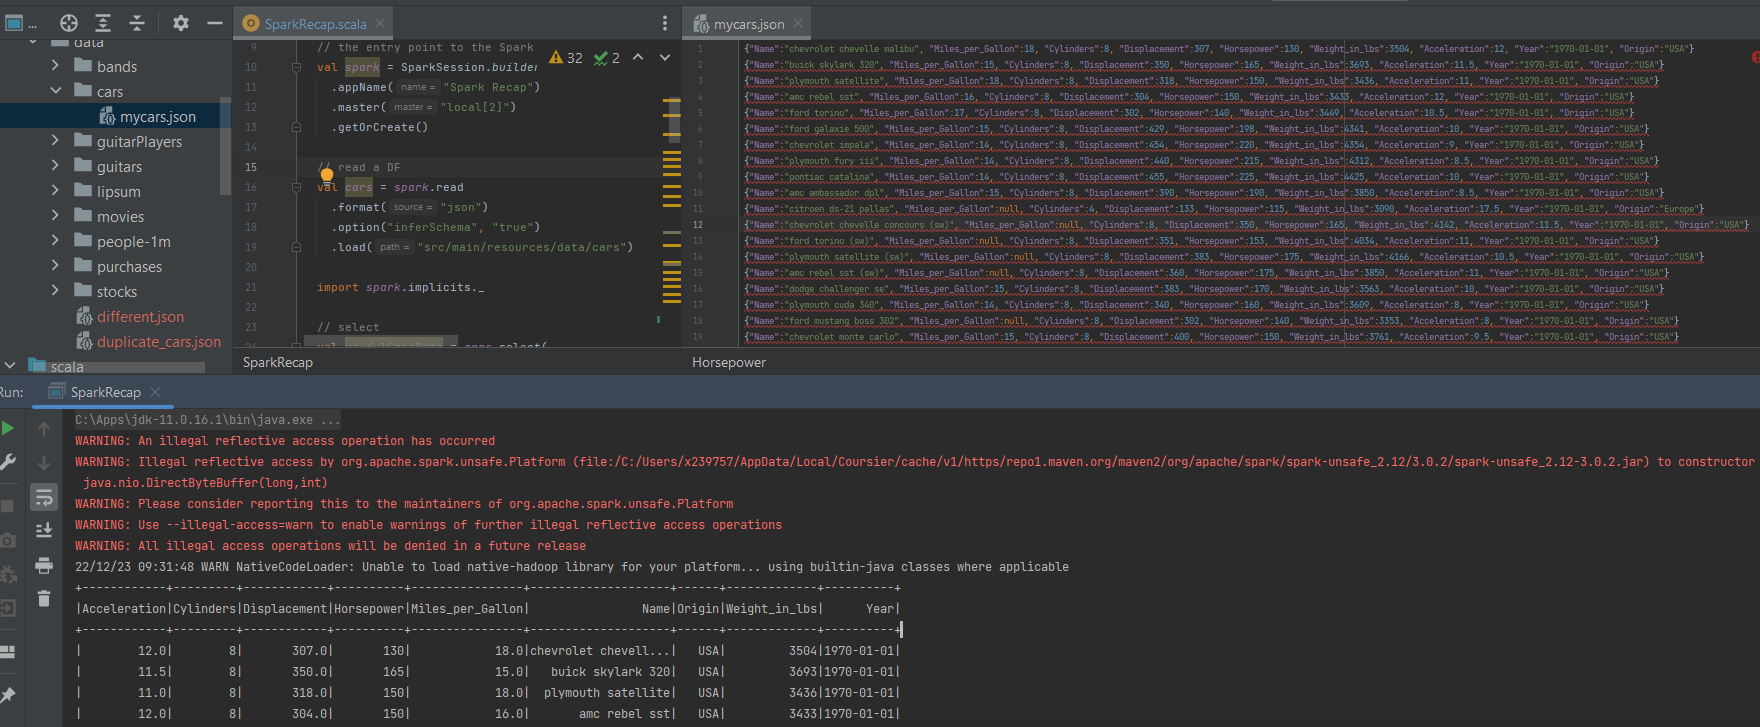 ...
SparkRecap.scala
mycars.json
data
bands
cars
mycars.json
guitarPlayers
guitars
lipsum
movies
people-1m
purchases
stocks
different.json
duplicate_cars.json
scala
32 2
9 // the entry point to the Spark
10 val spark = SparkSession.builder
11 .appName( name = "Spark Recap")
12 .master( master = "local[2]")
13 .getOrCreate()
14
15 // read a DF
16 val cars = spark.read
17 .format( source = "json")
18 .option("inferSchema", "true")
19 .load( path = "src/main/resources/data/cars")
20
21 import spark.implicits._
22
23 // select
SparkRecap
1 {"Name":"chevrolet chevelle malibu", "Miles_per_Gallon":18, "Cylinders":8, "Displacement":307, "Horsepower":130, "Weight_in_lbs":3504, "Acceleration":12, "Year":"1970-01-01", "Origin":"USA"}
2 {"Name":"buick skylark 320", "Miles_per_Gallon":15, "Cylinders":8, "Displacement":350, "Horsepower":165, "Weight_in_lbs":3693, "Acceleration":11.5, "Year":"1970-01-01", "Origin":"USA"}
3 {"Name":"plymouth satellite", "Miles_per_Gallon":18, "Cylinders":8, "Displacement":318, "Horsepower":150, "Weight_in_lbs":3436, "Acceleration":11, "Year":"1970-01-01", "Origin":"USA"}
4 {"Name":"amc rebel sst", "Miles_per_Gallon":16, "Cylinders":8, "Displacement":304, "Horsepower":150, "Weight_in_lbs":3433, "Acceleration":12, "Year":"1970-01-01", "Origin":"USA"}
5 {"Name":"ford torino", "Miles_per_Gallon":17, "Cylinders":8, "Displacement":302, "Horsepower":140, "Weight_in_lbs":3449, "Acceleration":10.5, "Year":"1970-01-01", "Origin":"USA"}
6 {"Name":"ford galaxie 500", "Miles_per_Gallon":15, "Cylinders":8, "Displacement":429, "Horsepower":198, "Weight_in_lbs":4341, "Acceleration":10, "Year":"1970-01-01", "Origin":"USA"}
7 {"Name":"chevrolet impala", "Miles_per_Gallon":14, "Cylinders":8, "Displacement":454, "Horsepower":220, "Weight_in_lbs":4354, "Acceleration":9, "Year":"1970-01-01", "Origin":"USA"}
8 {"Name":"plymouth fury iii", "Miles_per_Gallon":14, "Cylinders":8, "Displacement":440, "Horsepower":215, "Weight_in_lbs":4312, "Acceleration":8.5, "Year":"1970-01-01", "Origin":"USA"}
9 {"Name":"pontiac catalina", "Miles_per_Gallon":14, "Cylinders":8, "Displacement":455, "Horsepower":225, "Weight_in_lbs":4425, "Acceleration":10, "Year":"1970-01-01", "Origin":"USA"}
10 {"Name":"amc ambassador dpl", "Miles_per_Gallon":15, "Cylinders":8, "Displacement":390, "Horsepower":190, "Weight_in_lbs":3850, "Acceleration":8.5, "Year":"1970-01-01", "Origin":"USA"}
11 {"Name":"citroen ds-21 pallas", "Miles_per_Gallon":null, "Cylinders":4, "Displacement":133, "Horsepower":115, "Weight_in_lbs":3090, "Acceleration":17.5, "Year":"1970-01-01", "Origin":"Europe"}
12 {"Name":"chevrolet chevelle concours (sw)", "Miles_per_Gallon":null, "Cylinders":8, "Displacement":350, "Horsepower":165, "Weight_in_lbs":4142, "Acceleration":11.5, "Year":"1970-01-01", "Origin":"USA"}
13 {"Name":"ford torino (sw)", "Miles_per_Gallon":null, "Cylinders":8, "Displacement":351, "Horsepower":153, "Weight_in_lbs":4034, "Acceleration":11, "Year":"1970-01-01", "Origin":"USA"}
14 {"Name":"plymouth satellite (sw)", "Miles_per_Gallon":null, "Cylinders":8, "Displacement":383, "Horsepower":175, "Weight_in_lbs":4166, "Acceleration":10.5, "Year":"1970-01-01", "Origin":"USA"}
15 {"Name":"amc rebel sst (sw)", "Miles_per_Gallon":null, "Cylinders":8, "Displacement":360, "Horsepower":175, "Weight_in_lbs":3850, "Acceleration":11, "Year":"1970-01-01", "Origin":"USA"}
16 {"Name":"dodge challenger se", "Miles_per_Gallon":15, "Cylinders":8, "Displacement":383, "Horsepower":170, "Weight_in_lbs":3563, "Acceleration":10, "Year":"1970-01-01", "Origin":"USA"}
17 {"Name":"plymouth cuda 340", "Miles_per_Gallon":14, "Cylinders":8, "Displacement":340, "Horsepower":160, "Weight_in_lbs":3609, "Acceleration":8, "Year":"1970-01-01", "Origin":"USA"}
18 {"Name":"ford mustang boss 302", "Miles_per_Gallon":null, "Cylinders":8, "Displacement":302, "Horsepower":140, "Weight_in_lbs":3353, "Acceleration":8, "Year":"1970-01-01", "Origin":"USA"}
19 {"Name":"chevrolet monte carlo", "Miles_per_Gallon":15, "Cylinders":8, "Displacement":400, "Horsepower":150, "Weight_in_lbs":3761, "Acceleration":9.5, "Year":"1970-01-01", "Origin":"USA"}
Horsepower
Run: SparkRecap
C:\Apps\jdk-11.0.16.1\bin\java.exe ...
WARNING: An illegal reflective access operation has occurred
WARNING: Illegal reflective access by org.apache.spark.unsafe.Platform (file:/C:/Users/x239757/AppData/Local/Coursier/cache/v1/https/repo1.maven.org/maven2/org/apache/spark/spark-unsafe_2.12/3.0.2/spark-unsafe_2.12-3.0.2.jar) to constructor
java.nio.DirectByteBuffer(long,int)
WARNING: Please consider reporting this to the maintainers of org.apache.spark.unsafe.Platform
WARNING: Use --illegal-access=warn to enable warnings of further illegal reflective access operations
WARNING: All illegal access operations will be denied in a future release
22/12/23 09:31:48 WARN NativeCodeLoader: Unable to load native-hadoop library for your platform... using builtin-java classes where applicable
+------------+---------+------------+----------+----------------+--------------------+------+-------------+----------+
|Acceleration|Cylinders|Displacement|Horsepower|Miles_per_Gallon| Name|Origin|Weight_in_lbs| Year|
+------------+---------+------------+----------+----------------+--------------------+------+-------------+----------+
| 12.0| 8| 307.0| 130| 18.0|chevrolet chevell...| USA| 3504|1970-01-01|
| 11.5| 8| 350.0| 165| 15.0| buick skylark 320| USA| 3693|1970-01-01|
| 11.0| 8| 318.0| 150| 18.0| plymouth satellite| USA| 3436|1970-01-01|
| 12.0| 8| 304.0| 150| 16.0| amc rebel sst| USA| 3433|1970-01-01|